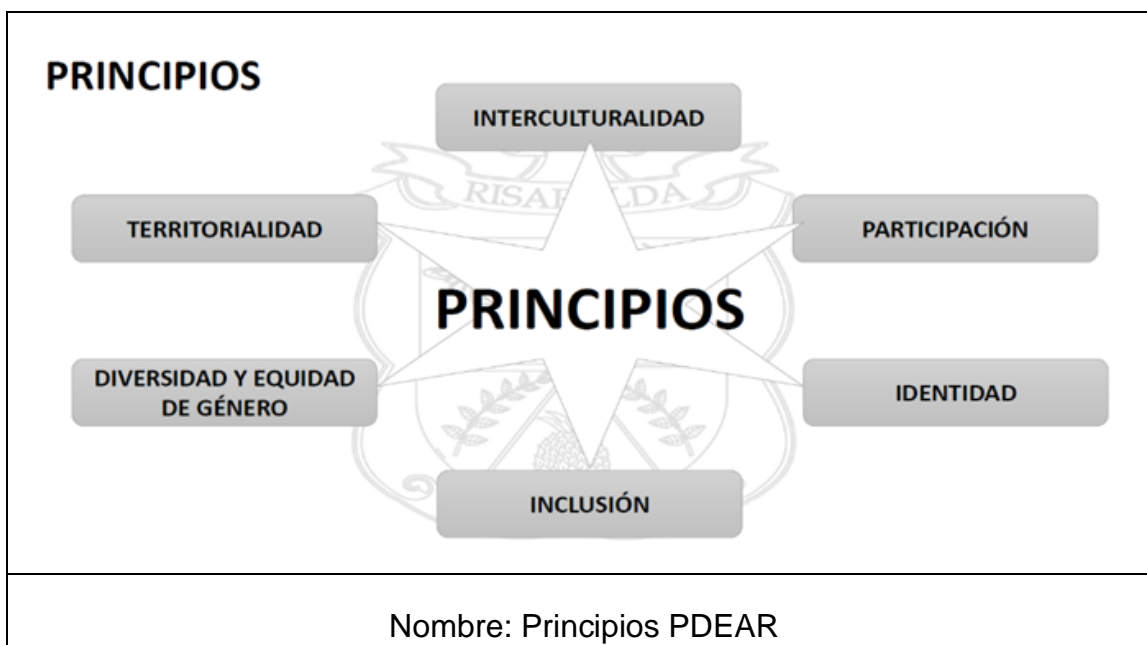 PRINCIPIOS
INTERCULTURALIDAD
TERRITORIALIDAD
PARTICIPACIÓN
PRINCIPIOS
DIVERSIDAD Y EQUIDAD
DE GÉNERO
IDENTIDAD
INCLUSIÓN
Nombre: Principios PDEAR